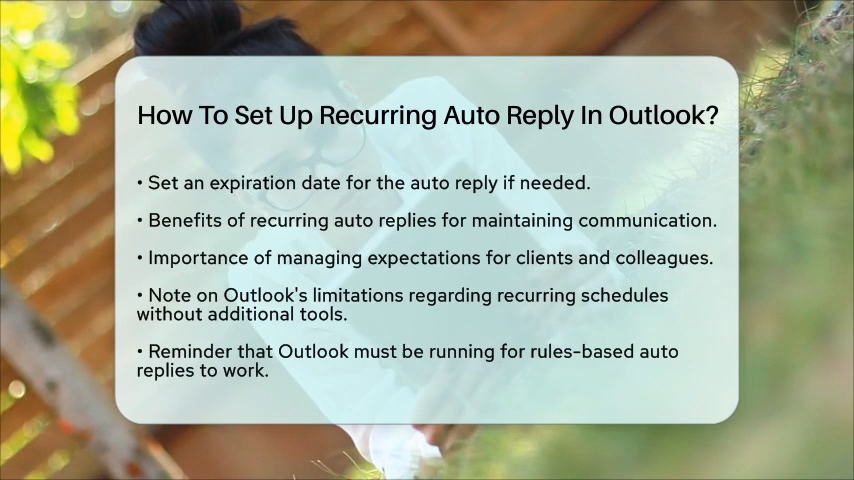 How To Set Up Recurring Auto Reply In Outlook?
• Set an expiration date for the auto reply if needed.
• Benefits of recurring auto replies for maintaining communication.
• Importance of managing expectations for clients and colleagues.
• Note on Outlook's limitations regarding recurring schedules
without additional tools.
• Reminder that Outlook must be running for rules-based auto
replies to work.